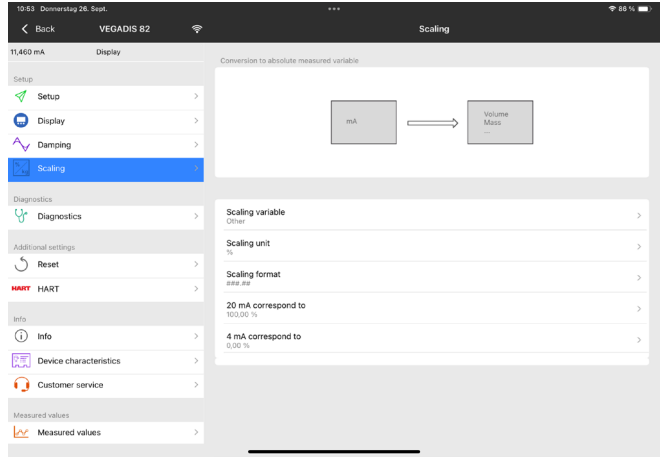 10:53 Donnerstag 26. Sept.
86 %
Back
VEGADIS 82
Scaling
11,460 mA
Display
Setup
Setup
Display
Damping
Scaling
Diagnostics
Diagnostics
Additional settings
Reset
HART HART
Info
Info
Device characteristics
Customer service
Measured values
Measured values
Conversion to absolute measured variable
mA
Volume
Mass
...
Scaling variable
Other
Scaling unit
%
Scaling format
###.##
20 mA correspond to
100,00 %
4 mA correspond to
0,00 %